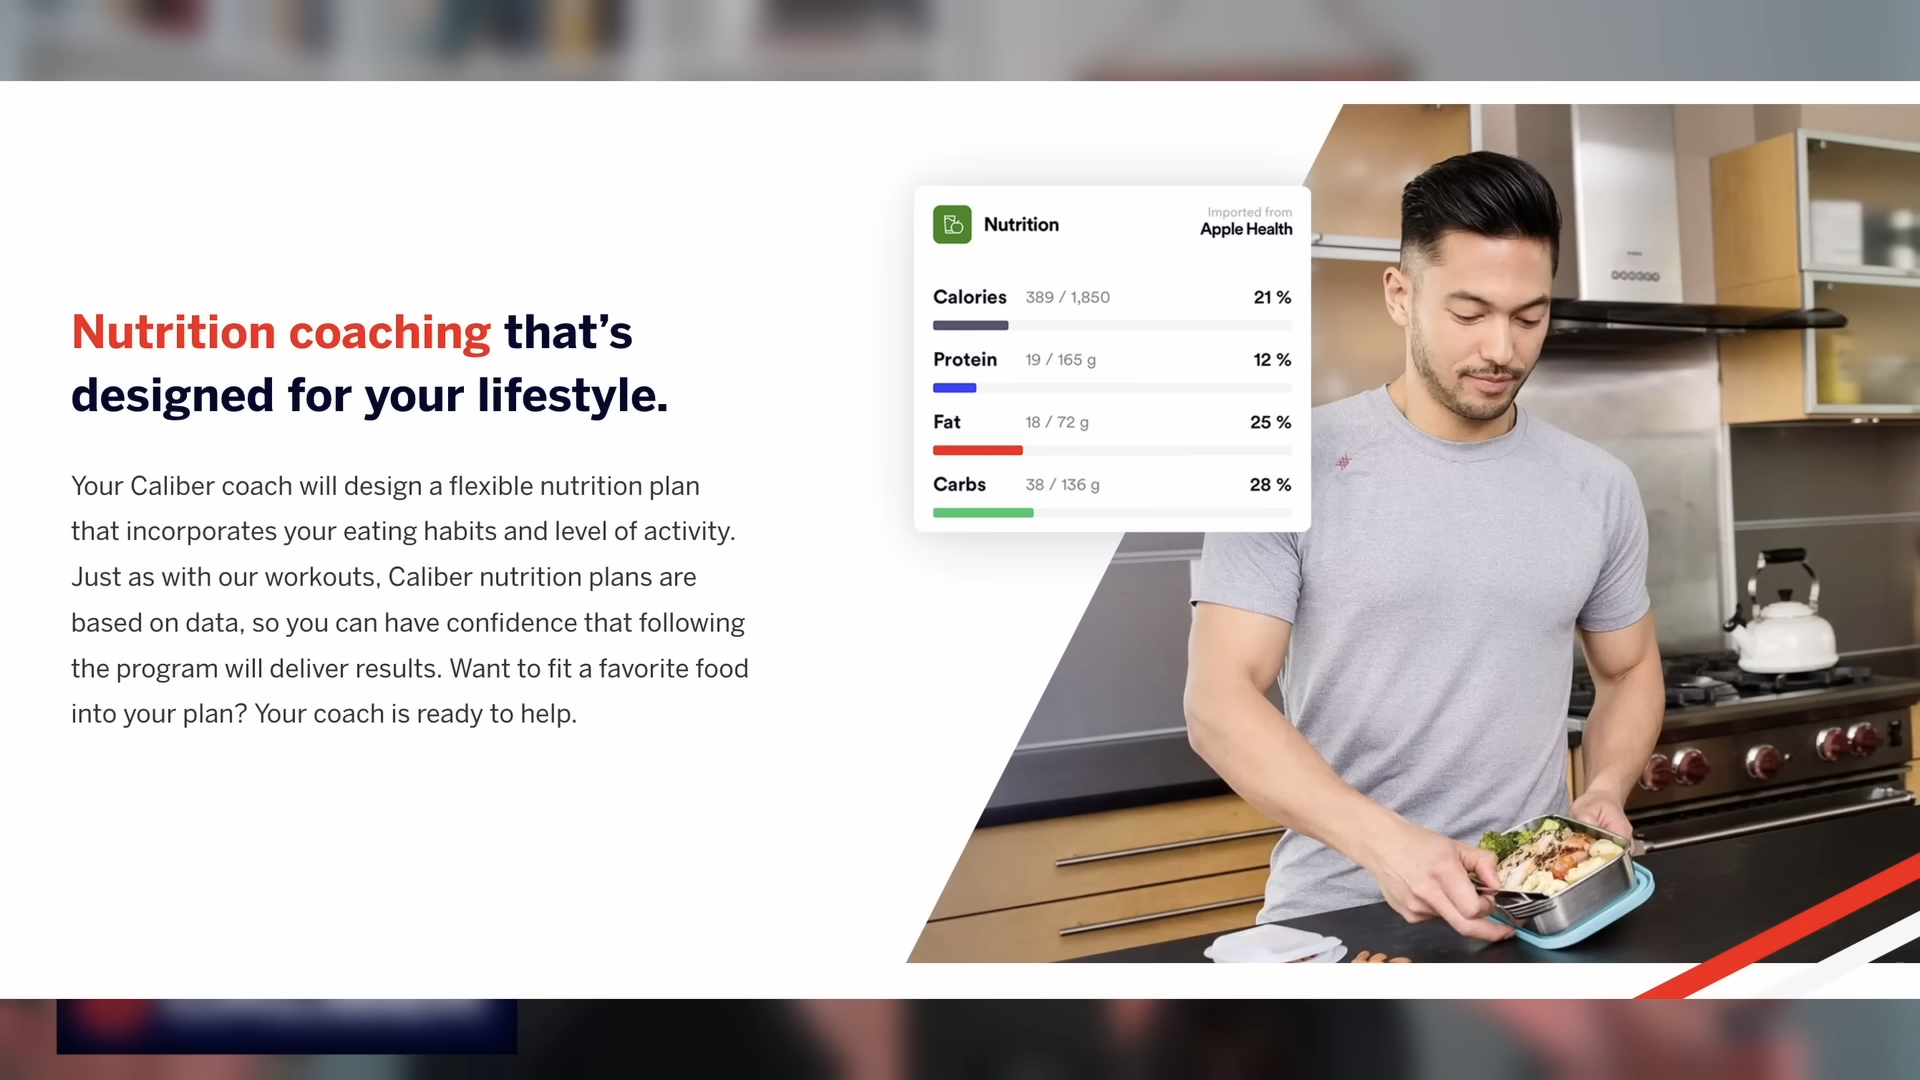 Nutrition coaching that’s
designed for your lifestyle.
Your Caliber coach will design a flexible nutrition plan
that incorporates your eating habits and level of activity.
Just as with our workouts, Caliber nutrition plans are
based on data, so you can have confidence that following
the program will deliver results. Want to fit a favorite food
into your plan? Your coach is ready to help.
Nutrition
Imported from
Apple Health
Calories 389 / 1,850 21 %
Protein 19 / 165 g 12 %
Fat 18 / 72 g 25 %
Carbs 38 / 136 g 28 %